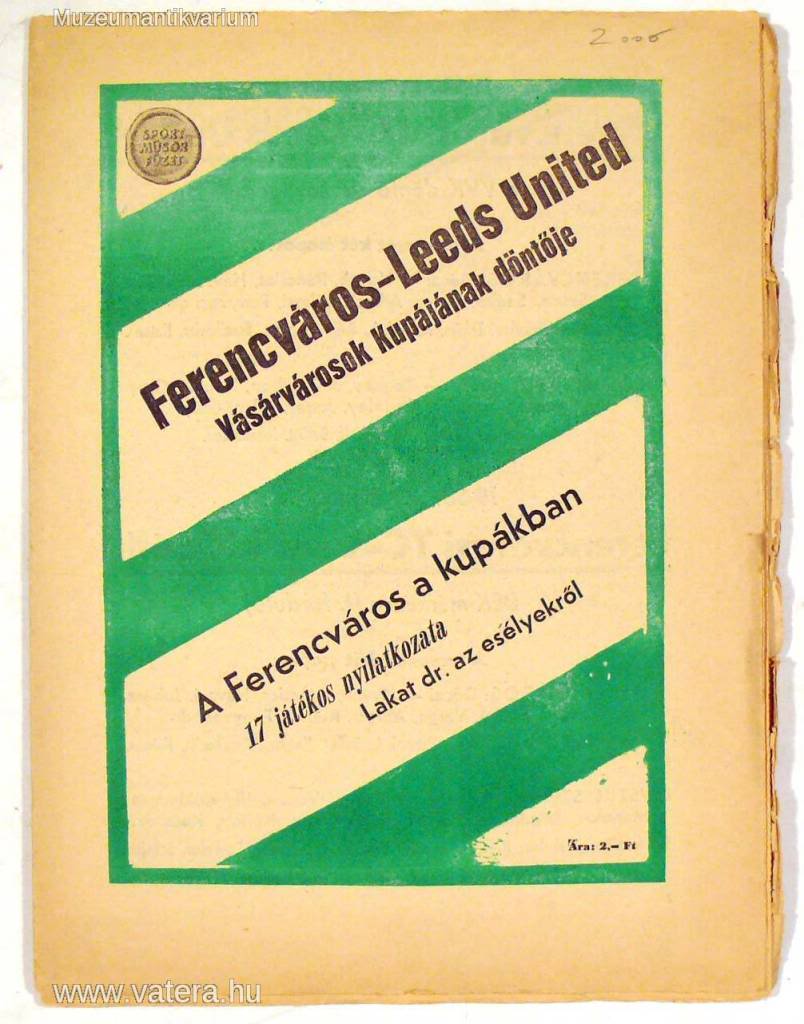 Muzeumantikvarium
2000
SPORT
MŰSOR
FÜZET
Ferencváros–Leeds United
Vásárvárosok Kupájának döntője
A Ferencváros a kupákban
17 játékos nyilatkozata
Lakat dr. az esélyekről
Ára: 2,– Ft
www.vatera.hu